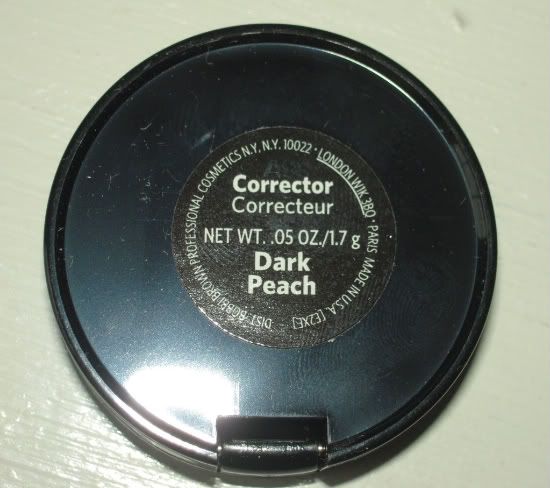 Corrector
Correcteur
NET WT. .05 OZ./1.7 g
Dark
Peach
DIST. BOBBI BROWN PROFESSIONAL COSMETICS N.Y., N.Y. 10022 · LONDON W1K 3BQ · PARIS MADE IN U.S.A. [E2XE]